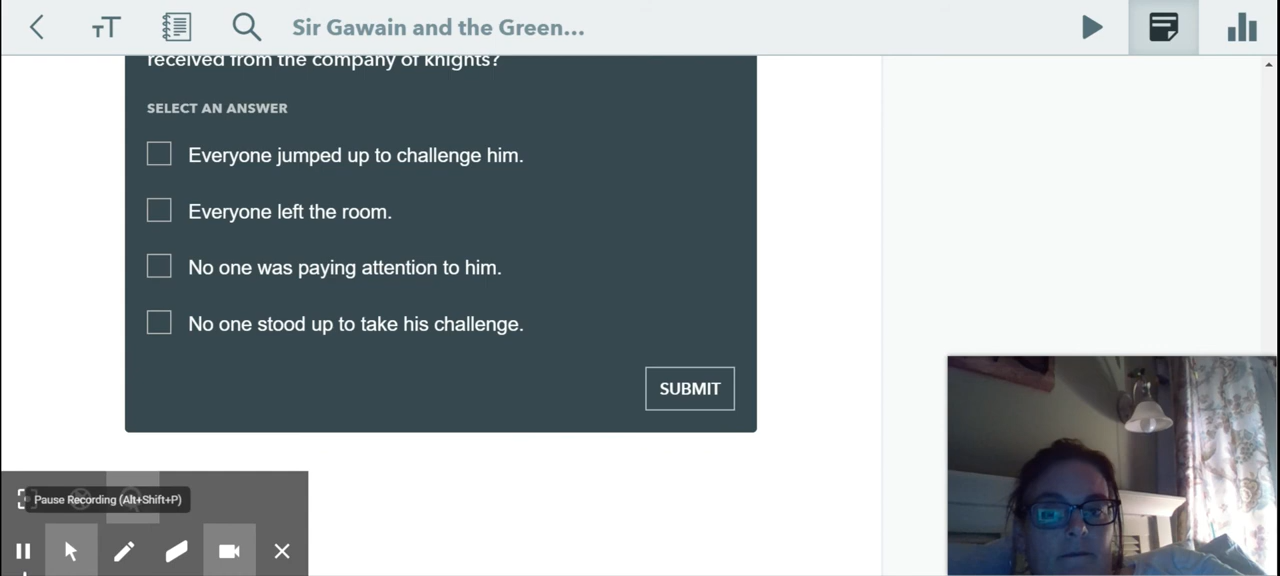 Sir Gawain and the Green...
received from the company of knights?
SELECT AN ANSWER
Everyone jumped up to challenge him.
Everyone left the room.
No one was paying attention to him.
No one stood up to take his challenge.
SUBMIT
Pause Recording (Alt+Shift+P)